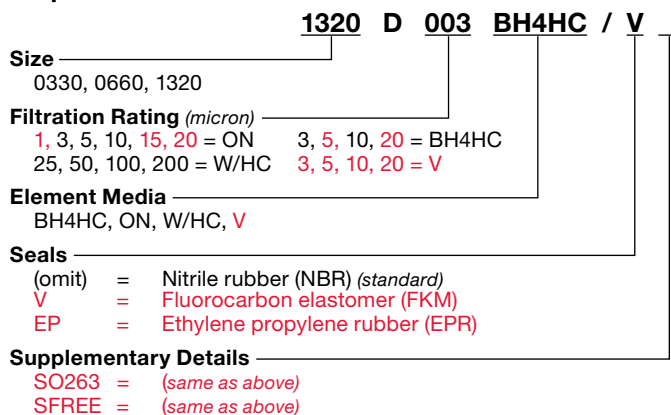 1320 D 003 BH4HC / V
Size
0330, 0660, 1320
Filtration Rating (micron)
1, 3, 5, 10, 15, 20 = ON 3, 5, 10, 20 = BH4HC
25, 50, 100, 200 = W/HC 3, 5, 10, 20 = V
Element Media
BH4HC, ON, W/HC, V
Seals
(omit) = Nitrile rubber (NBR) (standard)
V = Fluorocarbon elastomer (FKM)
EP = Ethylene propylene rubber (EPR)
Supplementary Details
SO263 = (same as above)
SFREE = (same as above)